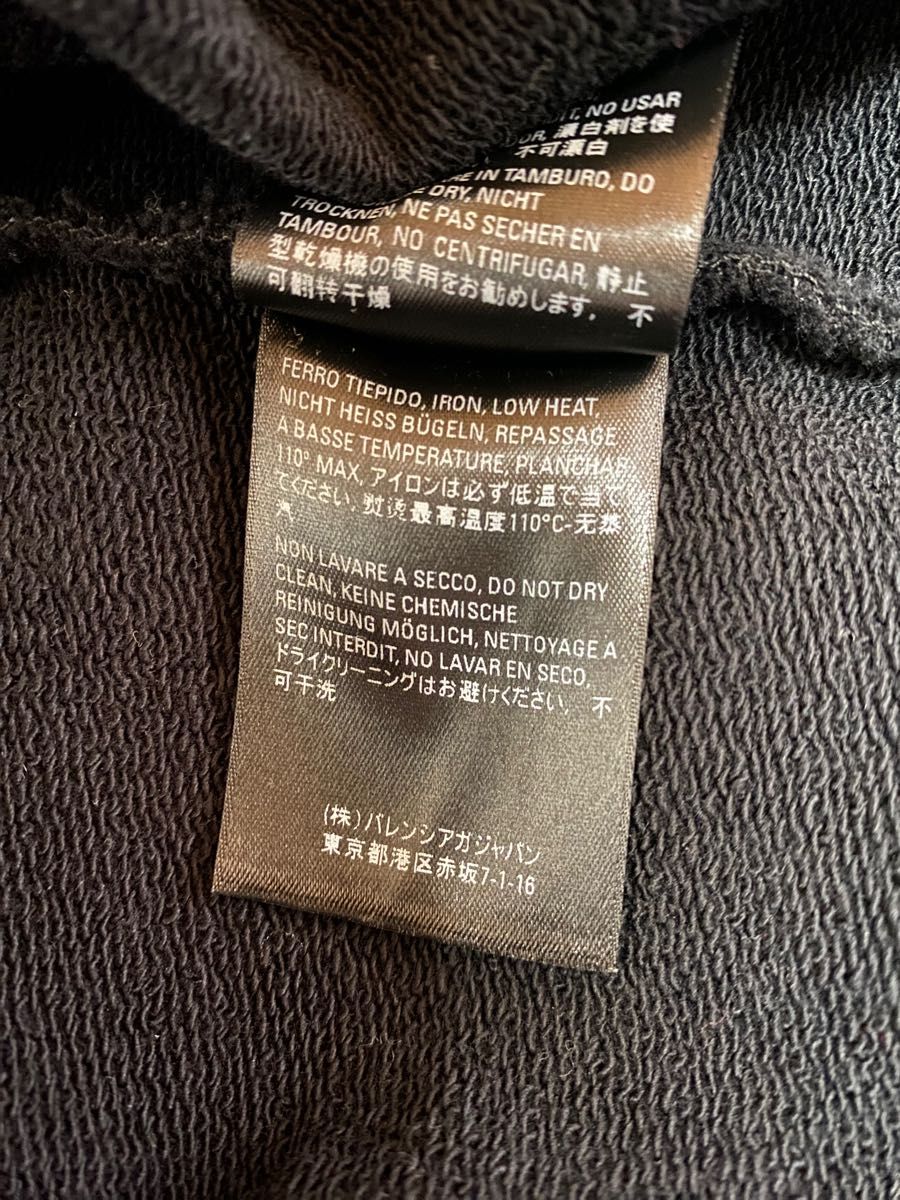 IT, NO USAR
漂白剤を使
不可漂白
IN TAMBURO, DO
DRY, NICHT
TROCKNEN, NE PAS SECHER EN
TAMBOUR, NO CENTRIFUGAR, 静止
型乾燥機の使用をお勧めします, 不
可翻转干燥
FERRO TIEPIDO, IRON, LOW HEAT,
NICHT HEISS BÜGELN, REPASSAGE
A BASSE TEMPERATURE, PLANCHAR
110° MAX, アイロンは必ず低温で当て
てください, 熨烫最高温度110°C-无蒸
汽
NON LAVARE A SECCO, DO NOT DRY
CLEAN, KEINE CHEMISCHE
REINIGUNG MÖGLICH, NETTOYAGE A
SEC INTERDIT, NO LAVAR EN SECO,
ドライクリーニングはお避けください, 不
可干洗
(株)バレンシアガジャパン
東京都港区赤坂7-1-16